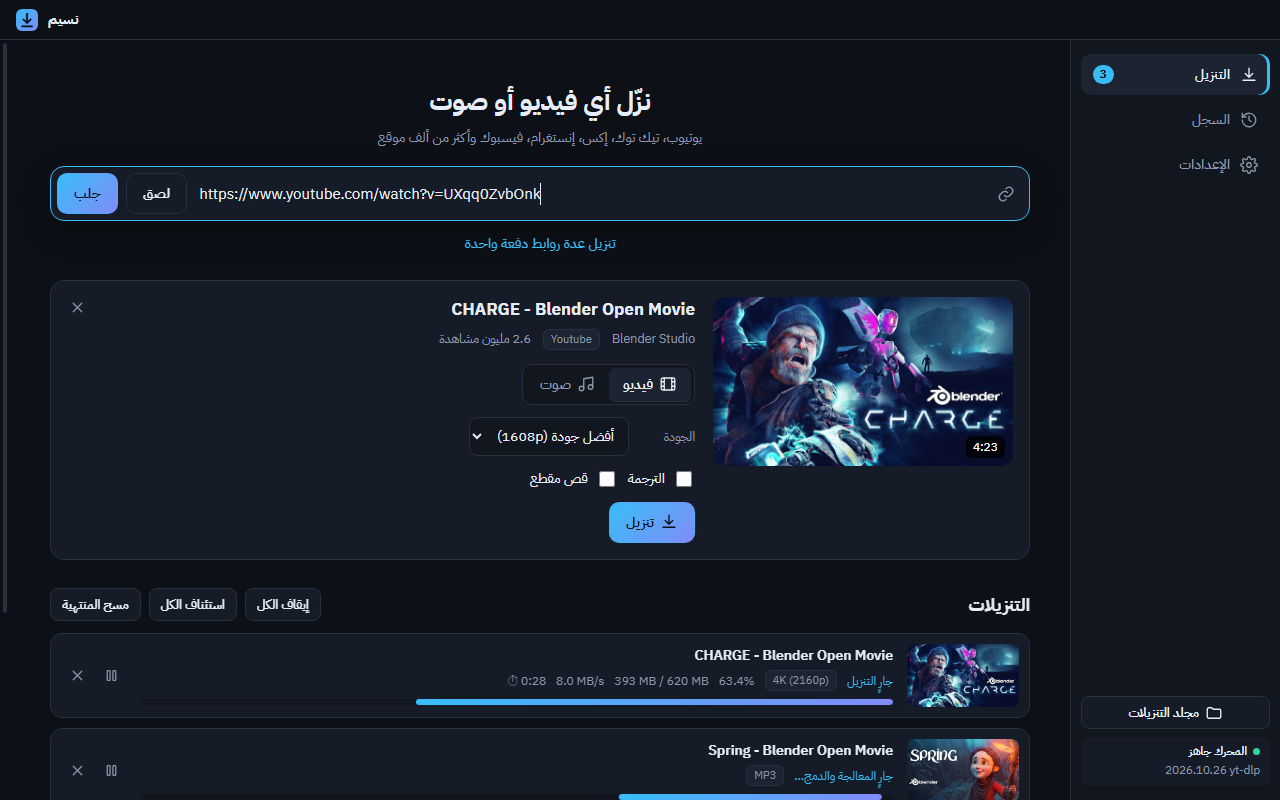 نسيم
التنزيل 3
السجل
الإعدادات
مجلد التنزيلات
المحرك جاهز
2026.10.26 yt-dlp
نزّل أي فيديو أو صوت
يوتيوب، تيك توك، إكس، إنستغرام، فيسبوك وأكثر من ألف موقع
https://www.youtube.com/watch?v=UXqq0ZvbOnk لصق جلب
تنزيل عدة روابط دفعة واحدة
blender
CHARGE
4:23
CHARGE - Blender Open Movie
Blender Studio Youtube 2.6 مليون مشاهدة
فيديو صوت
الجودة أفضل جودة (1608p)
الترجمة قص مقطع
تنزيل
التنزيلات إيقاف الكل استئناف الكل مسح المنتهية
blender
CHARGE
CHARGE - Blender Open Movie
جارٍ التنزيل 4K (2160p) 63.4% 393 MB / 620 MB 8.0 MB/s 0:28
SPRING
blender
Spring - Blender Open Movie
جارٍ المعالجة والدمج... MP3